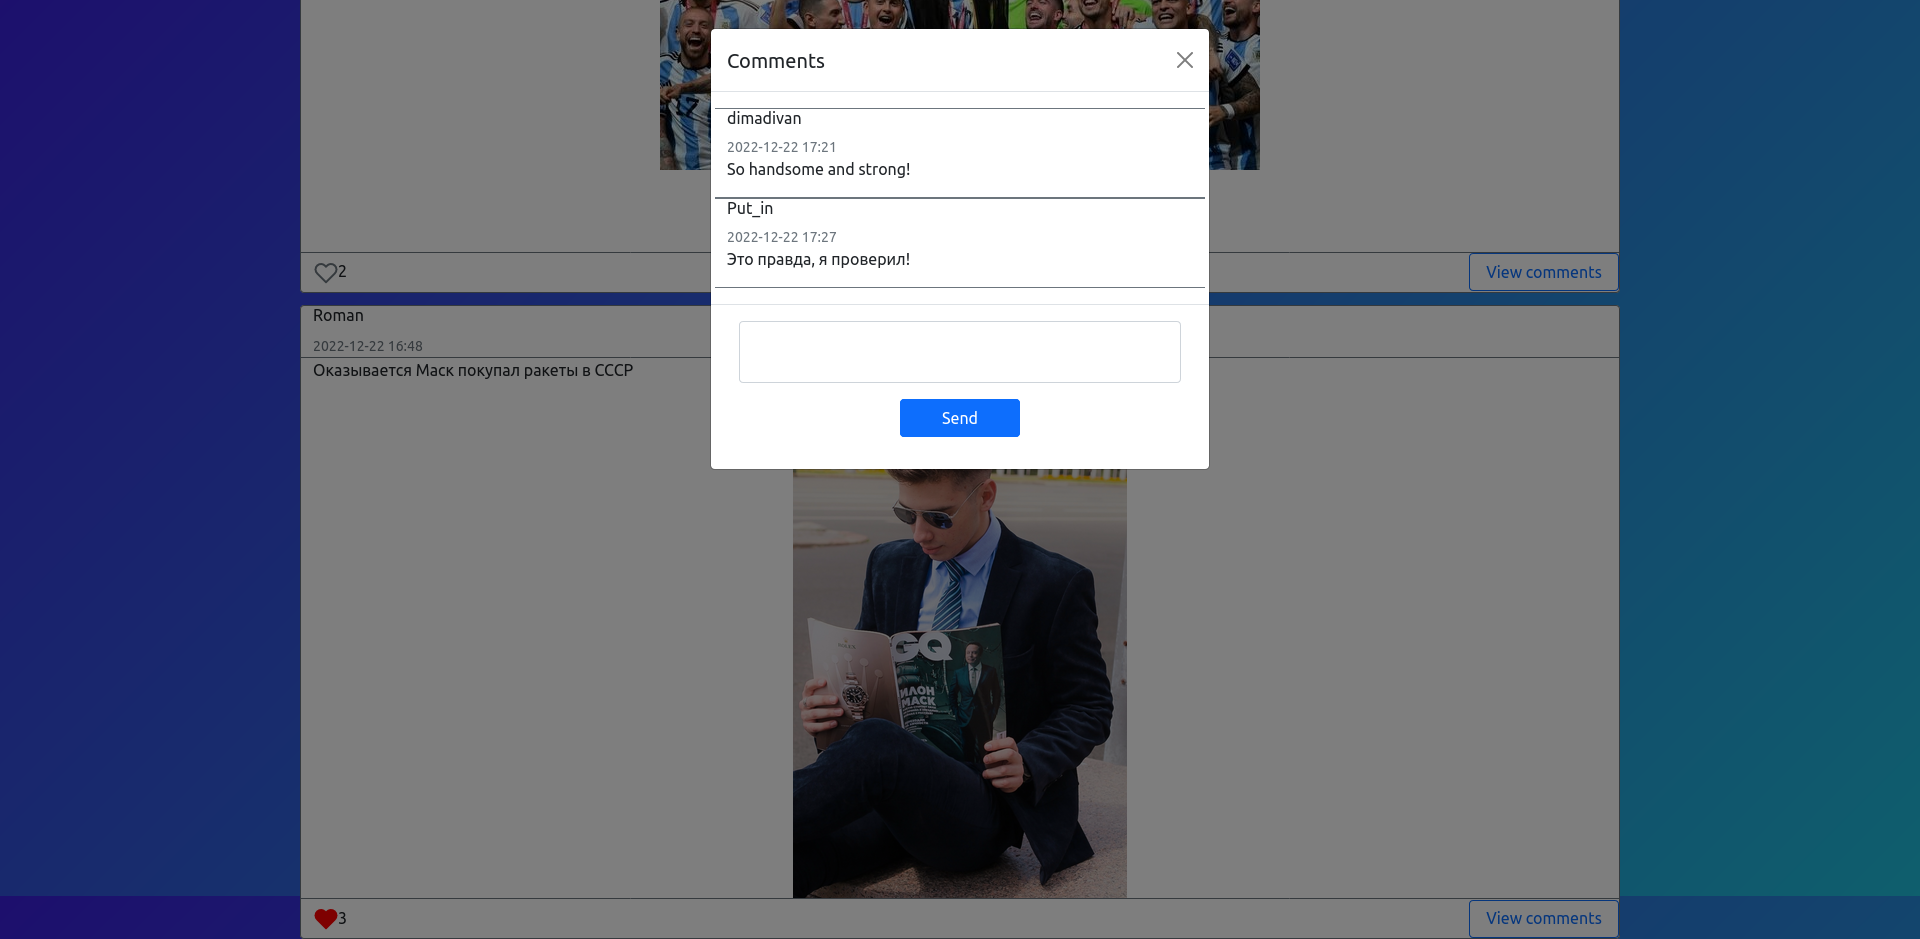 Comments
dimadivan
2022-12-22 17:21
So handsome and strong!
Put_in
2022-12-22 17:27
Это правда, я проверил!
Send
2
View comments
Roman
2022-12-22 16:48
Оказывается Маск покупал ракеты в СССР
ROLEX
GQ
ИЛОН
МАСК
3
View comments